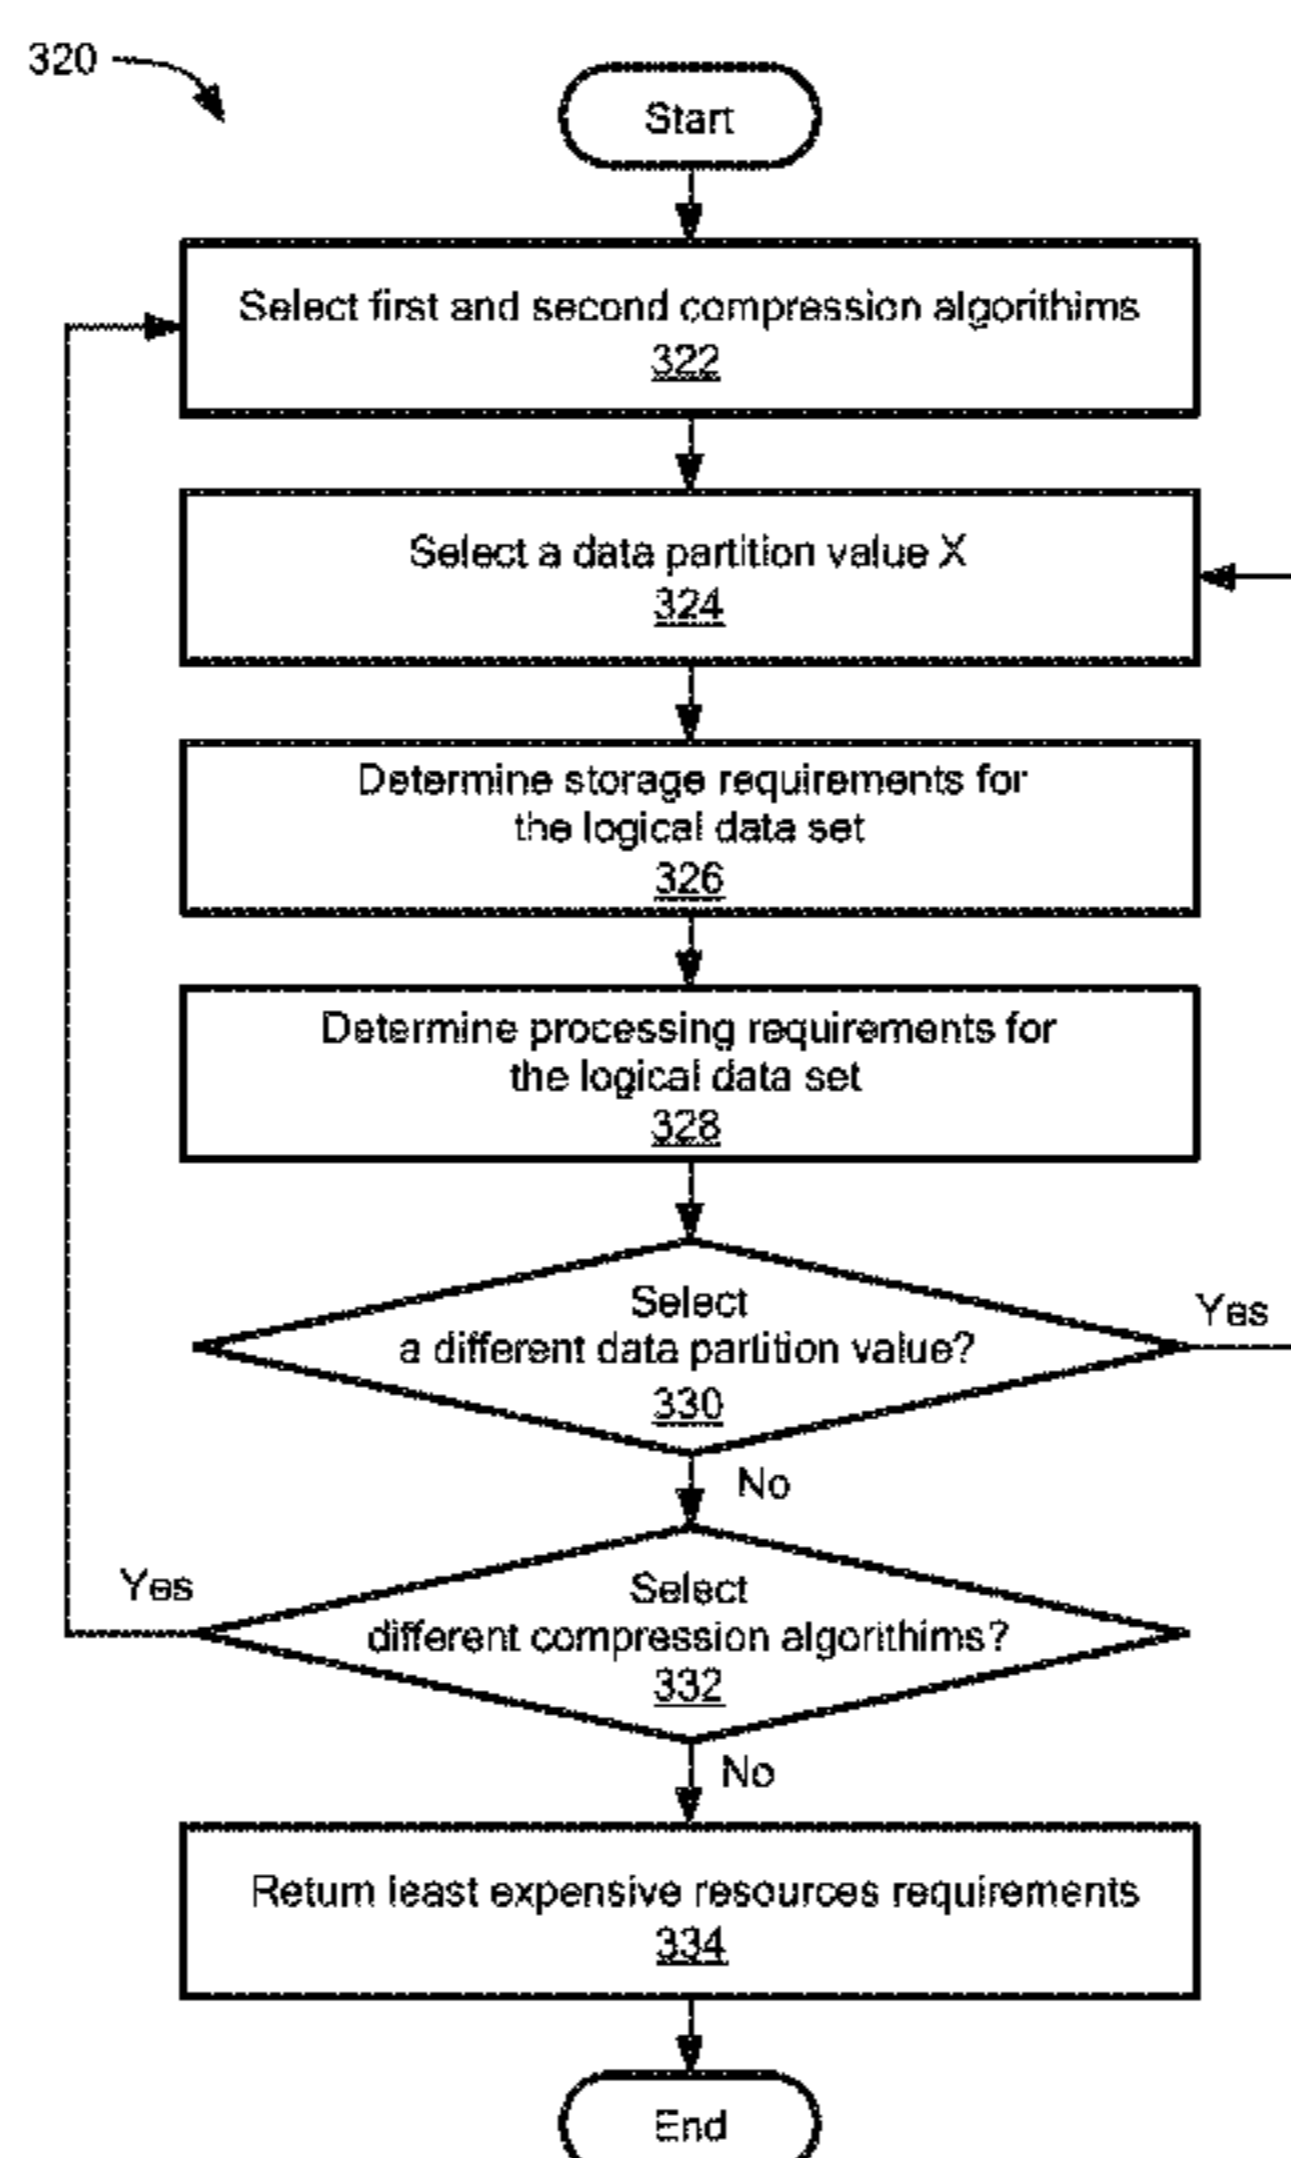 320
Start
Select first and second compression algorithims
322
Select a data partition value X
324
Determine storage requirements for
the logical data set
326
Determine processing requirements for
the logical data set
328
Select
a different data partition value?
330
Yes
No
Select
different compression algorithims?
332
Yes
No
Return least expensive resources requirements
334
End